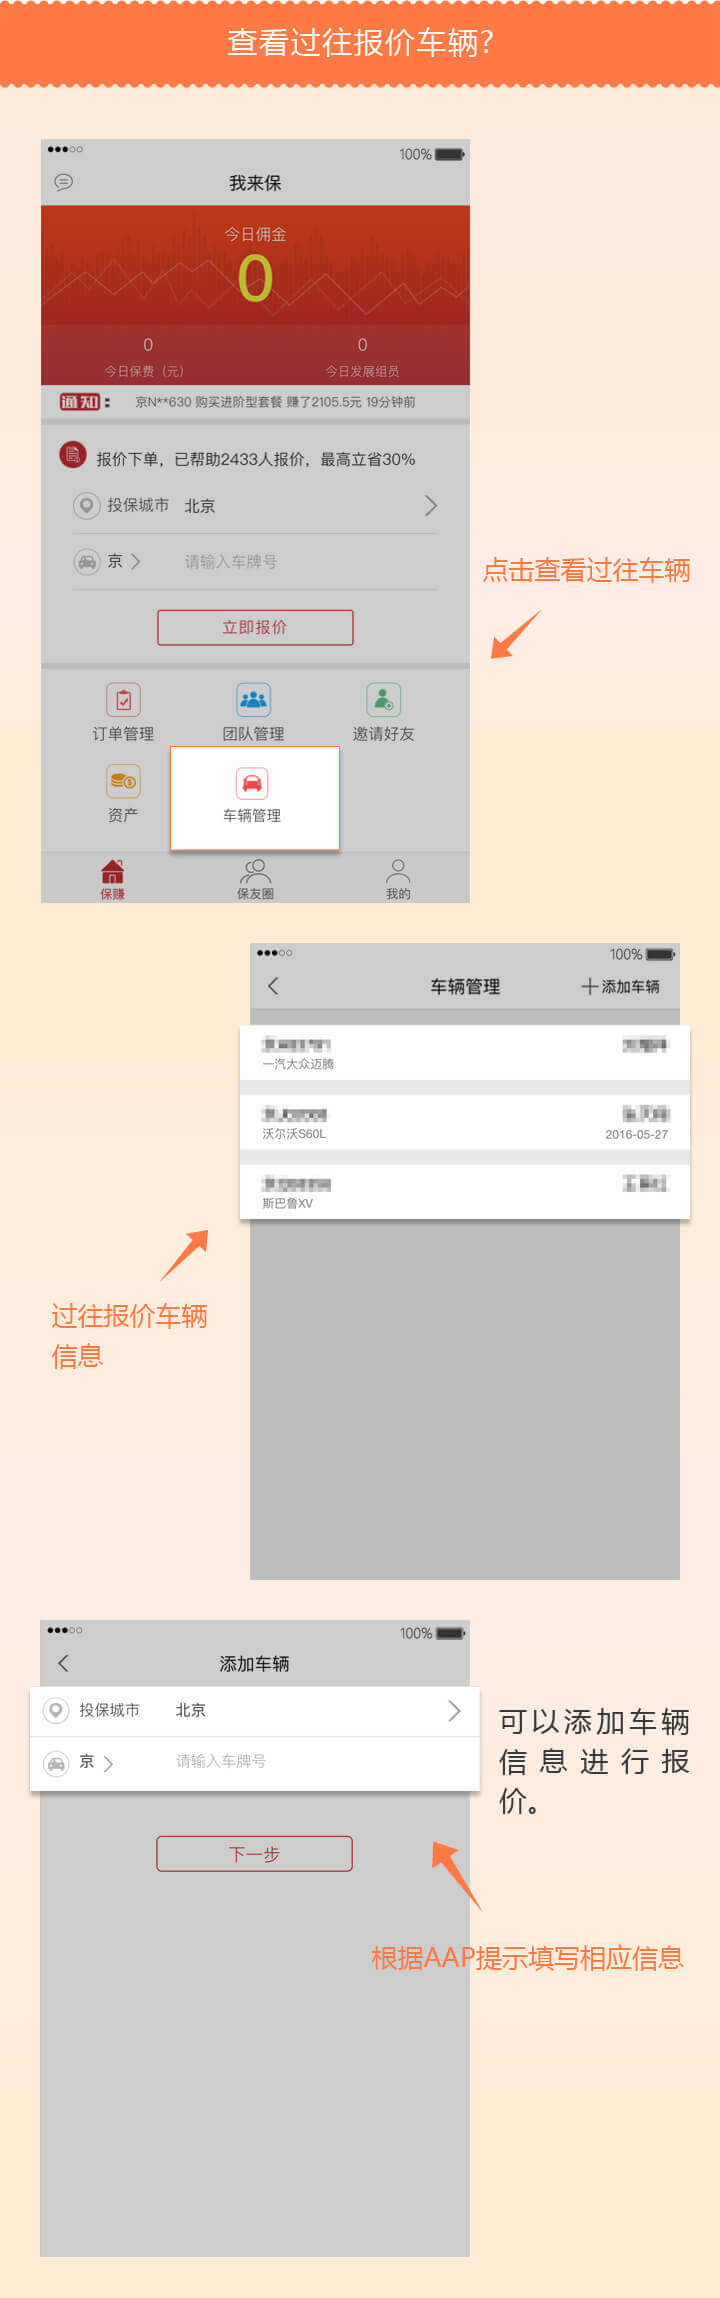 查看过往报价车辆?
100%
我来保
今日佣金
0
0
0
今日保费（元）
今日发展组员
通知：
京N**630 购买进阶型套餐 赚了2105.5元 19分钟前
报价下单，已帮助2433人报价，最高立省30%
投保城市 北京
京 请输入车牌号
点击查看过往车辆
立即报价
订单管理
团队管理
邀请好友
资产
车辆管理
保赚
保友圈
我的
100%
车辆管理
添加车辆
一汽大众迈腾
沃尔沃S60L
2016-05-27
斯巴鲁XV
过往报价车辆
信息
100%
添加车辆
投保城市 北京
京 请输入车牌号
可以添加车辆
信息进行报
价。
下一步
根据AAP提示填写相应信息